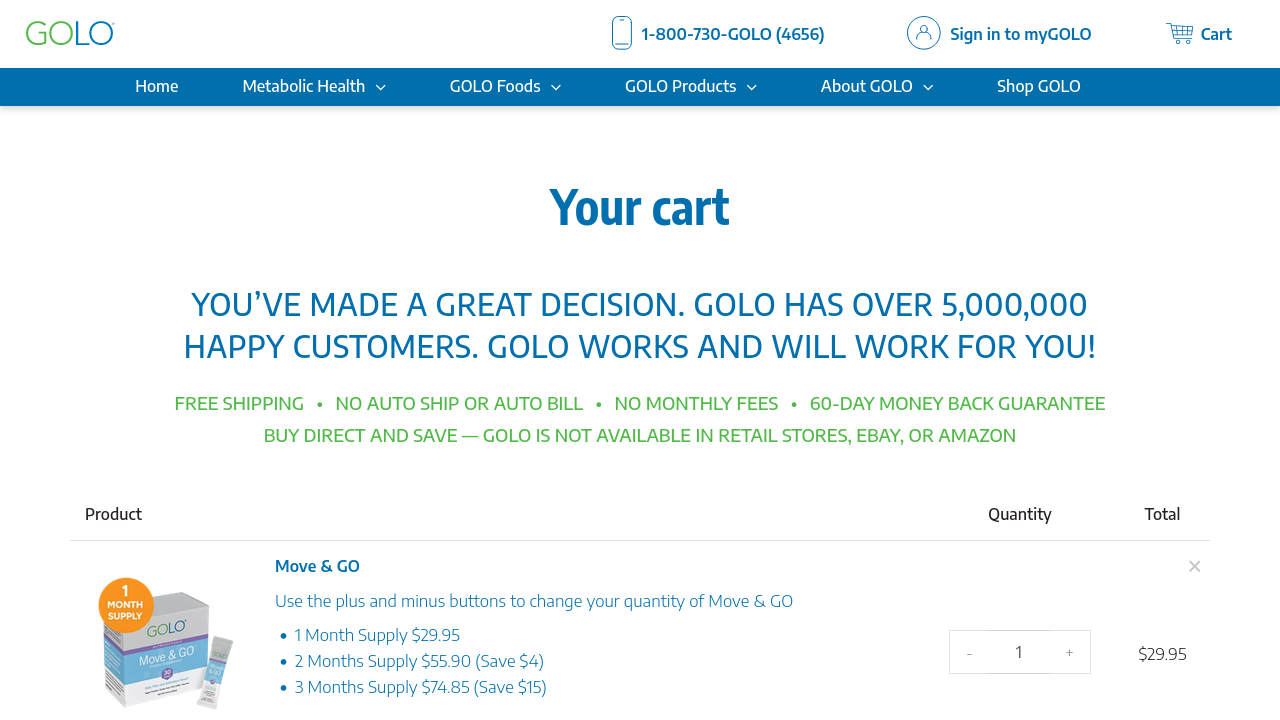 GOLO
1-800-730-GOLO (4656)
Sign in to myGOLO
Cart
Home
Metabolic Health
GOLO Foods
GOLO Products
About GOLO
Shop GOLO
Your cart
YOU’VE MADE A GREAT DECISION. GOLO HAS OVER 5,000,000
HAPPY CUSTOMERS. GOLO WORKS AND WILL WORK FOR YOU!
FREE SHIPPING • NO AUTO SHIP OR AUTO BILL • NO MONTHLY FEES • 60-DAY MONEY BACK GUARANTEE
BUY DIRECT AND SAVE — GOLO IS NOT AVAILABLE IN RETAIL STORES, EBAY, OR AMAZON
Product
Quantity
Total
1
MONTH
SUPPLY
GOLO
Move & GO
Move & GO
Use the plus and minus buttons to change your quantity of Move & GO
• 1 Month Supply $29.95
• 2 Months Supply $55.90 (Save $4)
• 3 Months Supply $74.85 (Save $15)
- 1 +
$29.95